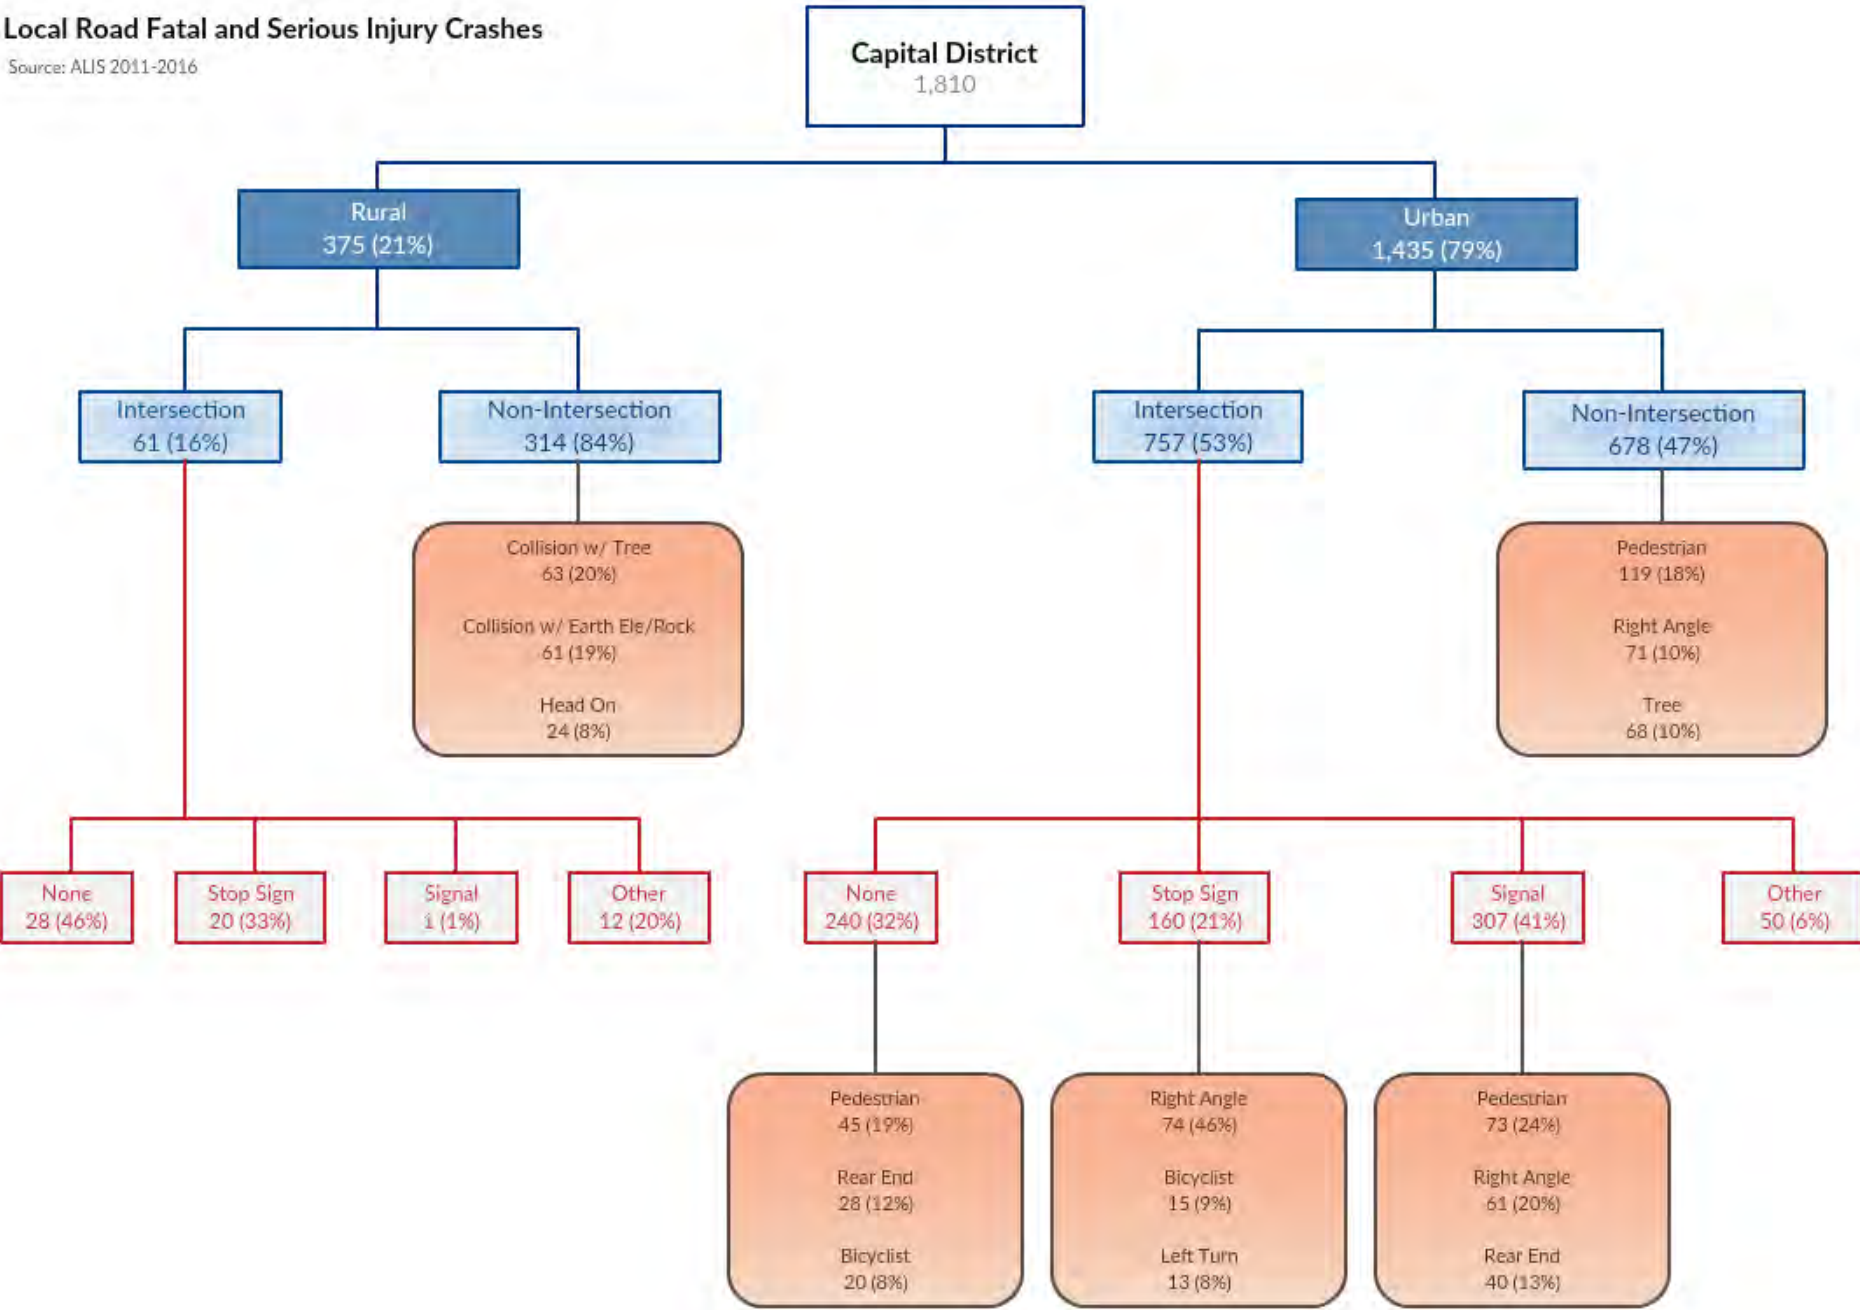 Local Road Fatal and Serious Injury Crashes
Source: ALIS 2011-2016
Capital District
1,810
Rural
375 (21%)
Urban
1,435 (79%)
Intersection
61 (16%)
Non-Intersection
314 (84%)
Intersection
757 (53%)
Non-Intersection
678 (47%)
Collision w/ Tree
63 (20%)
Collision w/ Earth Ele/Rock
61 (19%)
Head On
24 (8%)
Pedestrian
119 (18%)
Right Angle
71 (10%)
Tree
68 (10%)
None
28 (46%)
Stop Sign
20 (33%)
Signal
1 (1%)
Other
12 (20%)
None
240 (32%)
Stop Sign
160 (21%)
Signal
307 (41%)
Other
50 (6%)
Pedestrian
45 (19%)
Rear End
28 (12%)
Bicyclist
20 (8%)
Right Angle
74 (46%)
Bicyclist
15 (9%)
Left Turn
13 (8%)
Pedestrian
73 (24%)
Right Angle
61 (20%)
Rear End
40 (13%)